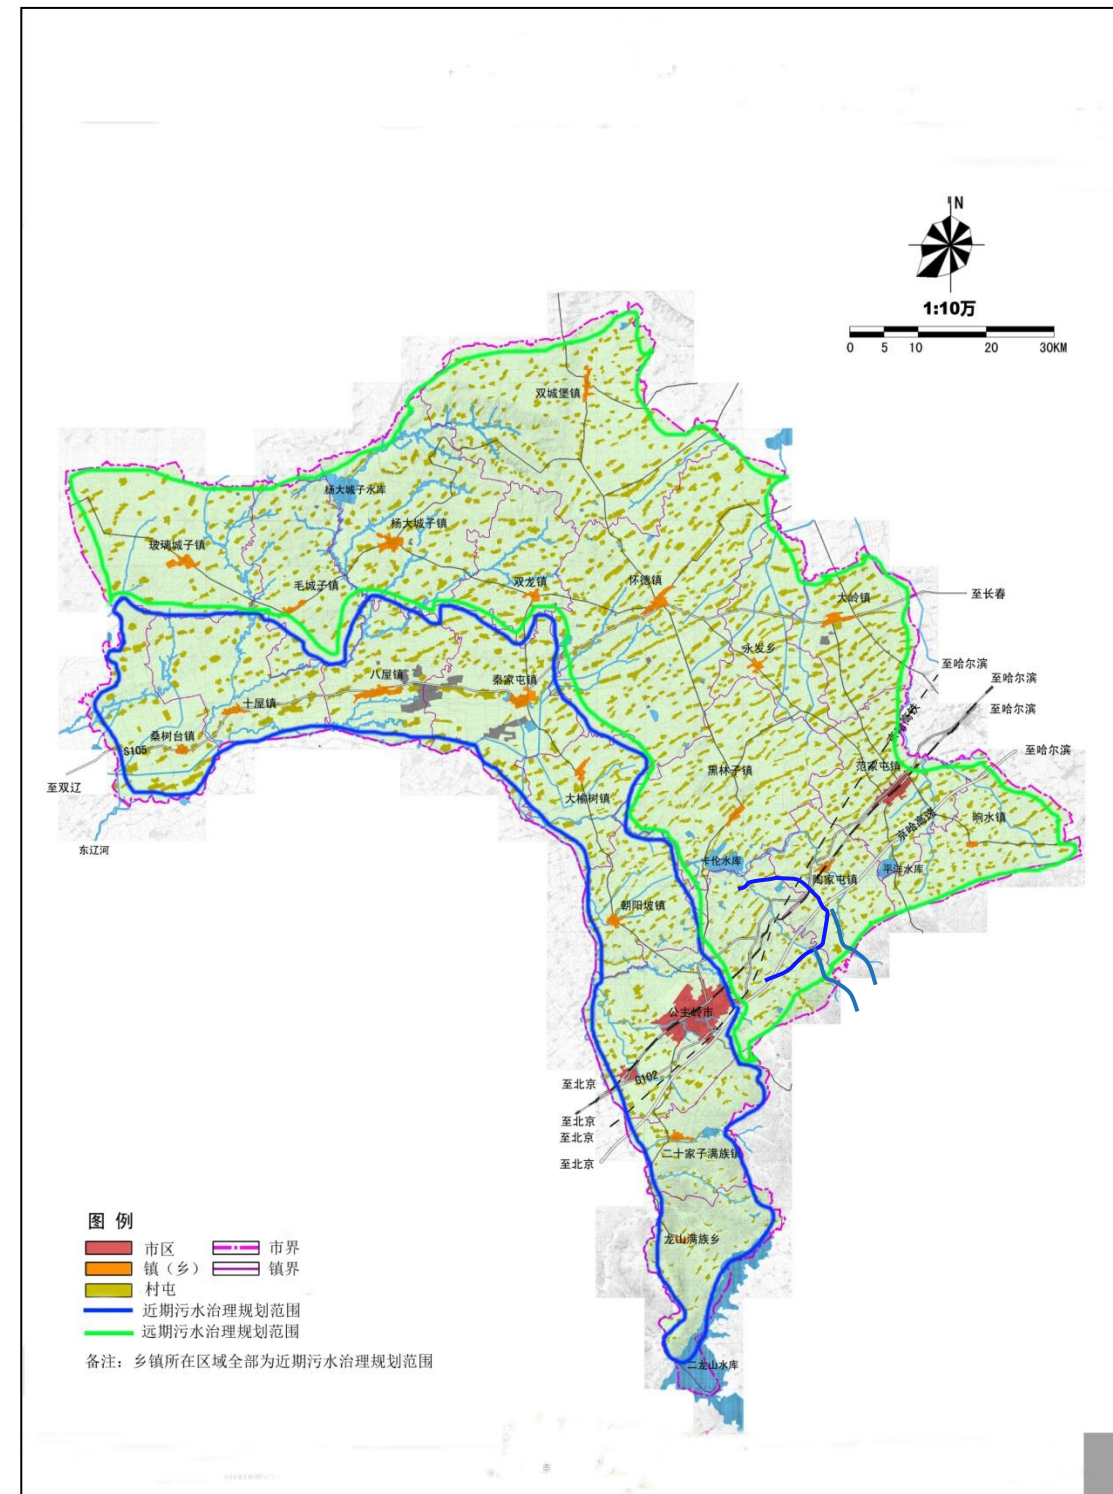 N
1:10万
0 5 10 20 30KM
双城堡镇
杨大城子水库
杨大城子镇
玻璃城子镇
毛城子镇
双龙镇
怀德镇
大岭镇
至长春
永发乡
至哈尔滨
至哈尔滨
至哈尔滨
至哈尔滨
八屋镇
秦家屯镇
十屋镇
桑树台镇
S105
至双辽
东辽河
大榆树镇
黑林子镇
范家屯镇
京哈高速
响水镇
卡伦水库
陶家屯镇
平洋水库
朝阳坡镇
公主岭市
G102
至北京
至北京
至北京
至北京
二十家子满族镇
龙山满族乡
二龙山水库
图 例
市区
市界
镇（乡）
镇界
村屯
近期污水治理规划范围
远期污水治理规划范围
备注：乡镇所在区域全部为近期污水治理规划范围